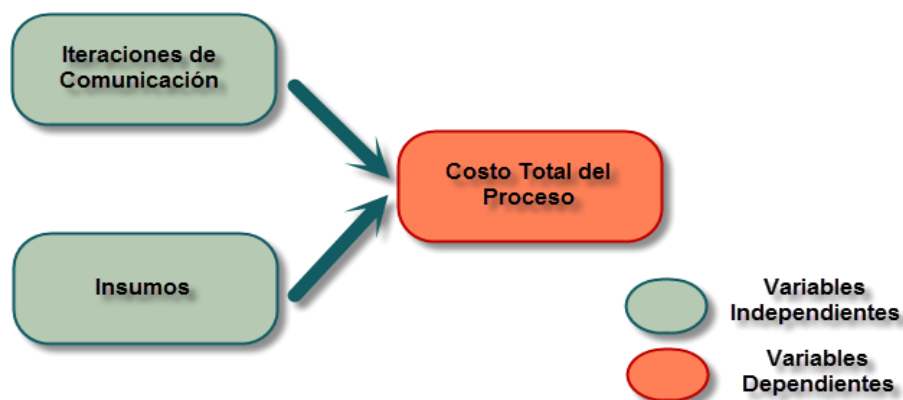 Iteraciones de
Comunicación
Costo Total del
Proceso
Insumos
Variables
Independientes
Variables
Dependientes